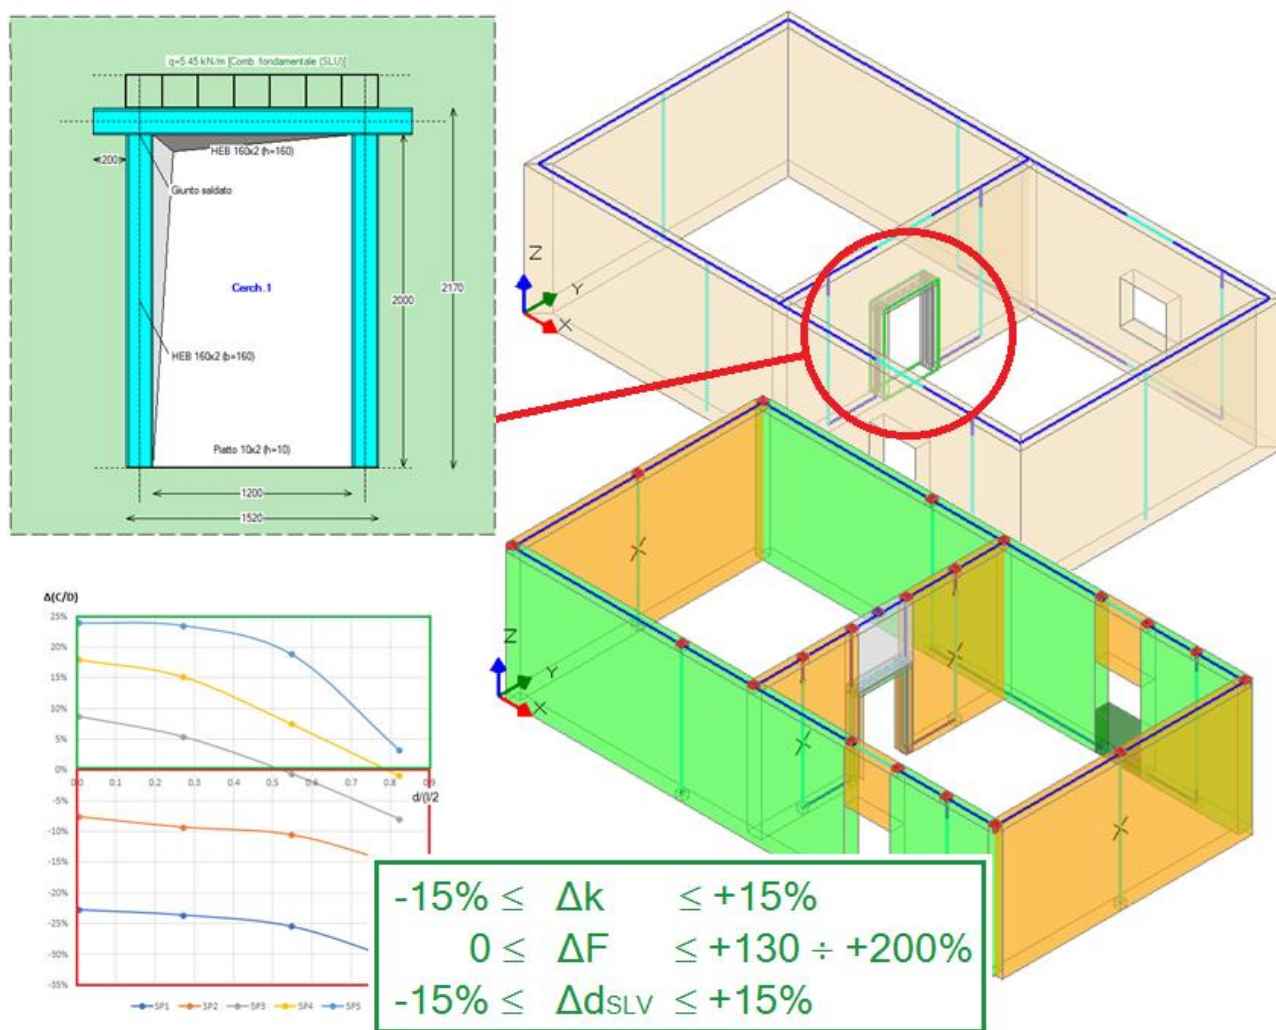 q=5.45 kN/m [Comb. fondamentale (SLU)]
200
HEB 160x2 (h=160)
Giunto saldato
Cerch.1
2000
2170
HEB 160x2 (b=160)
Piatto 10x2 (h=10)
1200
1520
Z
Y
X
Z
Y
X
Δ(C/D)
25%
20%
15%
10%
5%
0%
-5%
-10%
-15%
-20%
-25%
-30%
-35%
0.0 0.1 0.2 0.3 0.4 0.5 0.6 0.7 0.8 0.9
d/(l/2
SP1 SP2 SP3 SP4 SP5
-15% ≤ Δk ≤ +15%
0 ≤ ΔF ≤ +130 ÷ +200%
-15% ≤ ΔdSLV ≤ +15%